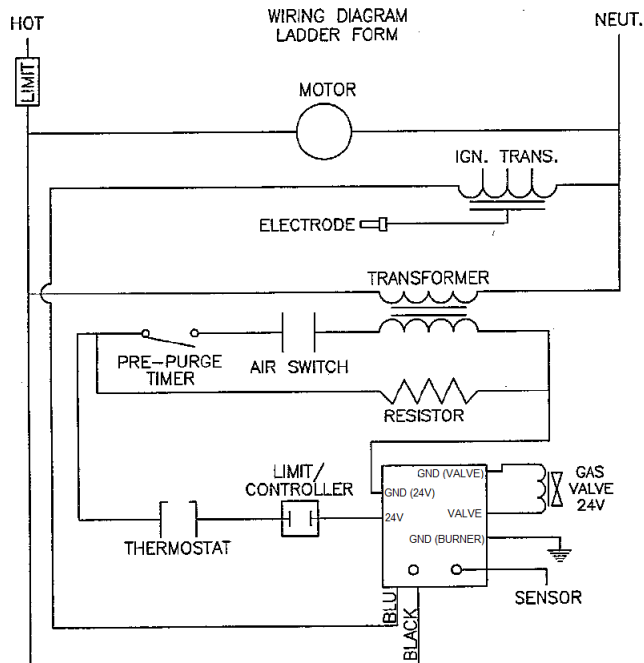 WIRING DIAGRAM
LADDER FORM
HOT
NEUT.
LIMIT
MOTOR
IGN. TRANS.
ELECTRODE
TRANSFORMER
PRE-PURGE
TIMER
AIR SWITCH
RESISTOR
LIMIT/
CONTROLLER
THERMOSTAT
GND (VALVE)
GND (24V)
24V
VALVE
GND (BURNER)
GAS
VALVE
24V
SENSOR
BLU
BLACK